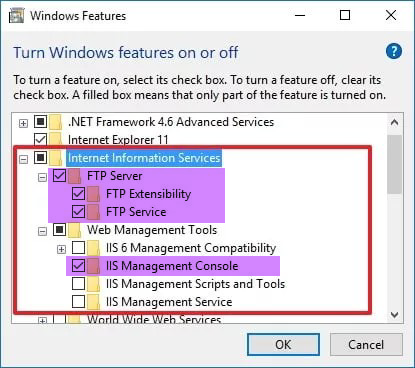 Windows Features
Turn Windows features on or off
To turn a feature on, select its check box. To turn a feature off, clear its
check box. A filled box means that only part of the feature is turned on.
.NET Framework 4.6 Advanced Services
Internet Explorer 11
Internet Information Services
FTP Server
FTP Extensibility
FTP Service
Web Management Tools
IIS 6 Management Compatibility
IIS Management Console
IIS Management Scripts and Tools
IIS Management Service
World Wide Web Services
OK
Cancel